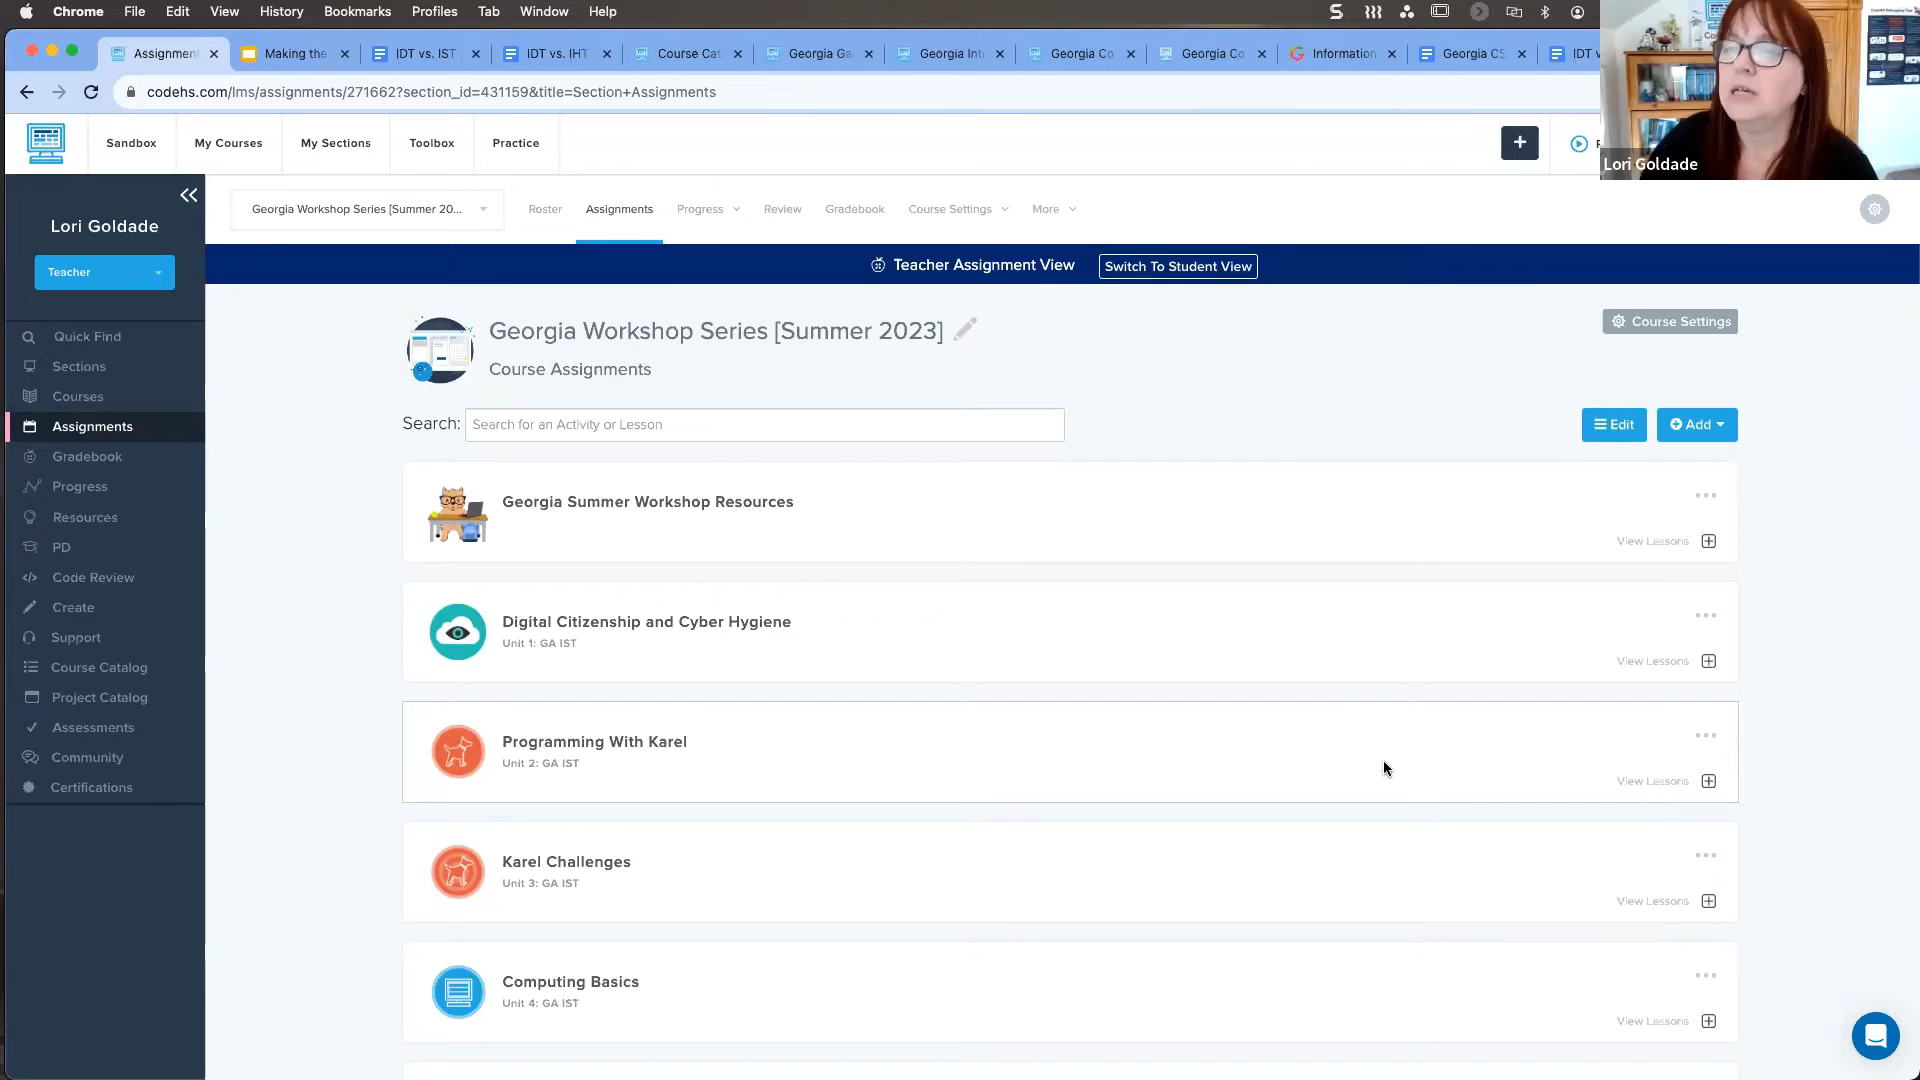 Chrome File Edit View History Bookmarks Profiles Tab Window Help
Assignment Making the IDT vs. IST IDT vs. IHT Course Cat Georgia Ga Georgia Int Georgia Co Georgia Co Information Georgia CS IDT v
codehs.com/lms/assignments/271662?section_id=431159&title=Section+Assignments
Sandbox My Courses My Sections Toolbox Practice
Lori Goldade
Lori Goldade
Teacher
Quick Find
Sections
Courses
Assignments
Gradebook
Progress
Resources
PD
Code Review
Create
Support
Course Catalog
Project Catalog
Assessments
Community
Certifications
Georgia Workshop Series [Summer 20... Roster Assignments Progress Review Gradebook Course Settings More
Teacher Assignment View Switch To Student View
Georgia Workshop Series [Summer 2023]
Course Assignments
Course Settings
Search: Search for an Activity or Lesson
Edit Add
Georgia Summer Workshop Resources
View Lessons
Digital Citizenship and Cyber Hygiene
Unit 1: GA IST
View Lessons
Programming With Karel
Unit 2: GA IST
View Lessons
Karel Challenges
Unit 3: GA IST
View Lessons
Computing Basics
Unit 4: GA IST
View Lessons